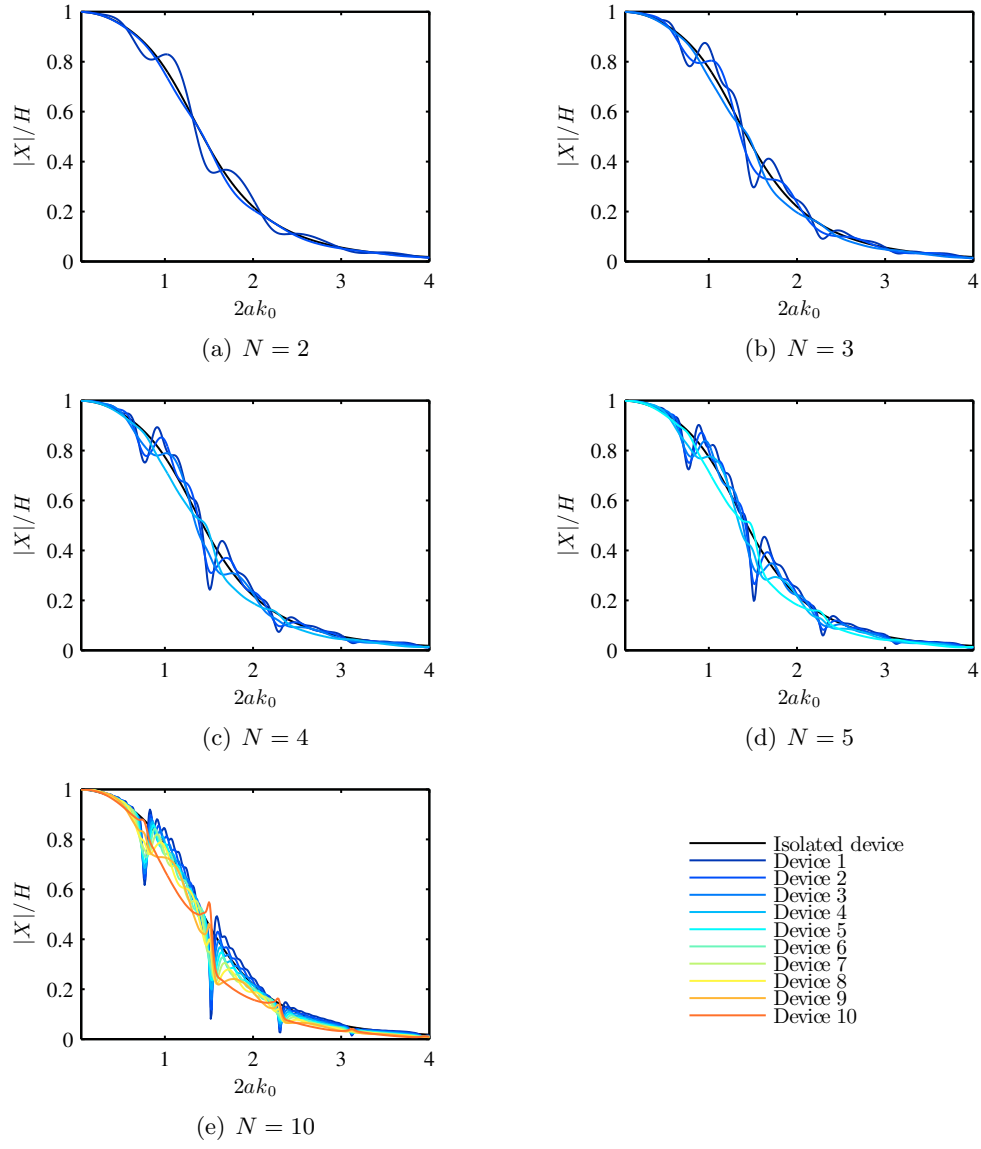 1
0.8
0.6
0.4
0.2
0
|X|/H
1 2 3 4
2ak₀
(a) N = 2
1
0.8
0.6
0.4
0.2
0
|X|/H
1 2 3 4
2ak₀
(b) N = 3
1
0.8
0.6
0.4
0.2
0
|X|/H
1 2 3 4
2ak₀
(c) N = 4
1
0.8
0.6
0.4
0.2
0
|X|/H
1 2 3 4
2ak₀
(d) N = 5
1
0.8
0.6
0.4
0.2
0
|X|/H
1 2 3 4
2ak₀
(e) N = 10
Isolated device
Device 1
Device 2
Device 3
Device 4
Device 5
Device 6
Device 7
Device 8
Device 9
Device 10